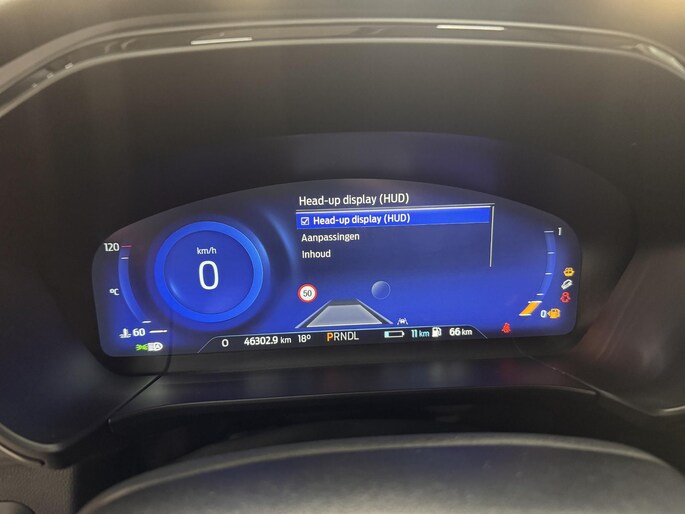 Head-up display (HUD)
Head-up display (HUD)
Aanpassingen
Inhoud
km/h
0
120
°C
60
50
1
0
0 46302.9 km 18° PRNDL 11 km 66 km